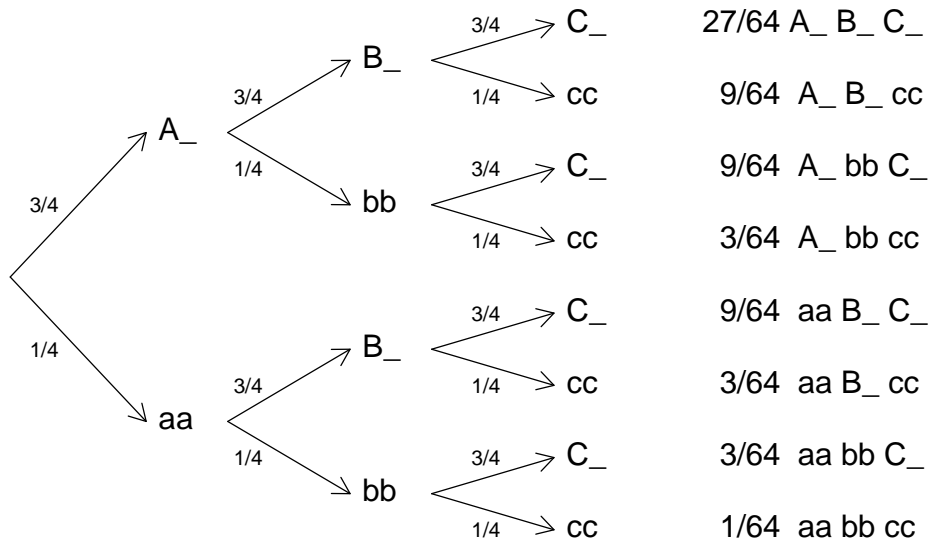 3/4 C_ 27/64 A_ B_ C_
B_
3/4 1/4 cc 9/64 A_ B_ cc
A_
1/4 3/4 C_ 9/64 A_ bb C_
bb
3/4 1/4 cc 3/64 A_ bb cc
3/4 C_ 9/64 aa B_ C_
1/4 B_
3/4 1/4 cc 3/64 aa B_ cc
aa
1/4 3/4 C_ 3/64 aa bb C_
bb
1/4 cc 1/64 aa bb cc